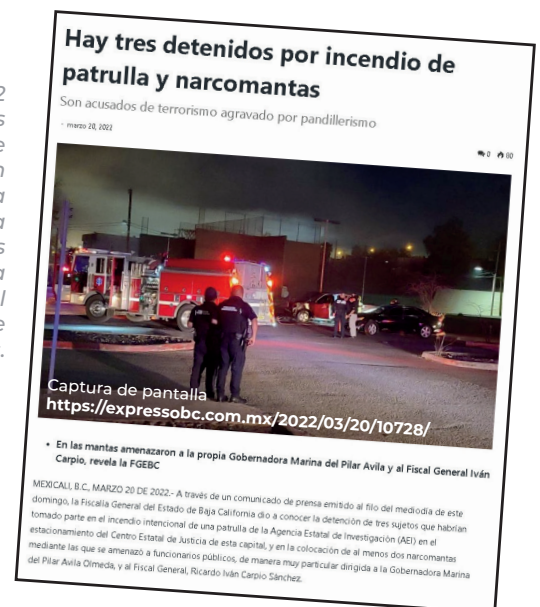 Hay tres detenidos por incendio de
patrulla y narcomantas
Son acusados de terrorismo agravado por pandillerismo
- marzo 20, 2022
0 60
Captura de pantalla
https://expressobc.com.mx/2022/03/20/10728/
• En las mantas amenazaron a la propia Gobernadora Marina del Pilar Avila y al Fiscal General Iván
Carpio, revela la FGEBC
MEXICALI, B.C., MARZO 20 DE 2022.- A través de un comunicado de prensa emitido al filo del mediodía de este
domingo, la Fiscalía General del Estado de Baja California dio a conocer la detención de tres sujetos que habrían
tomado parte en el incendio intencional de una patrulla de la Agencia Estatal de Investigación (AEI) en el
estacionamiento del Centro Estatal de Justicia de esta capital, y en la colocación de al menos dos narcomantas
mediante las que se amenazó a funcionarios públicos, de manera muy particular dirigida a la Gobernadora Marina
del Pilar Avila Olmeda, y al Fiscal General, Ricardo Iván Carpio Sánchez.